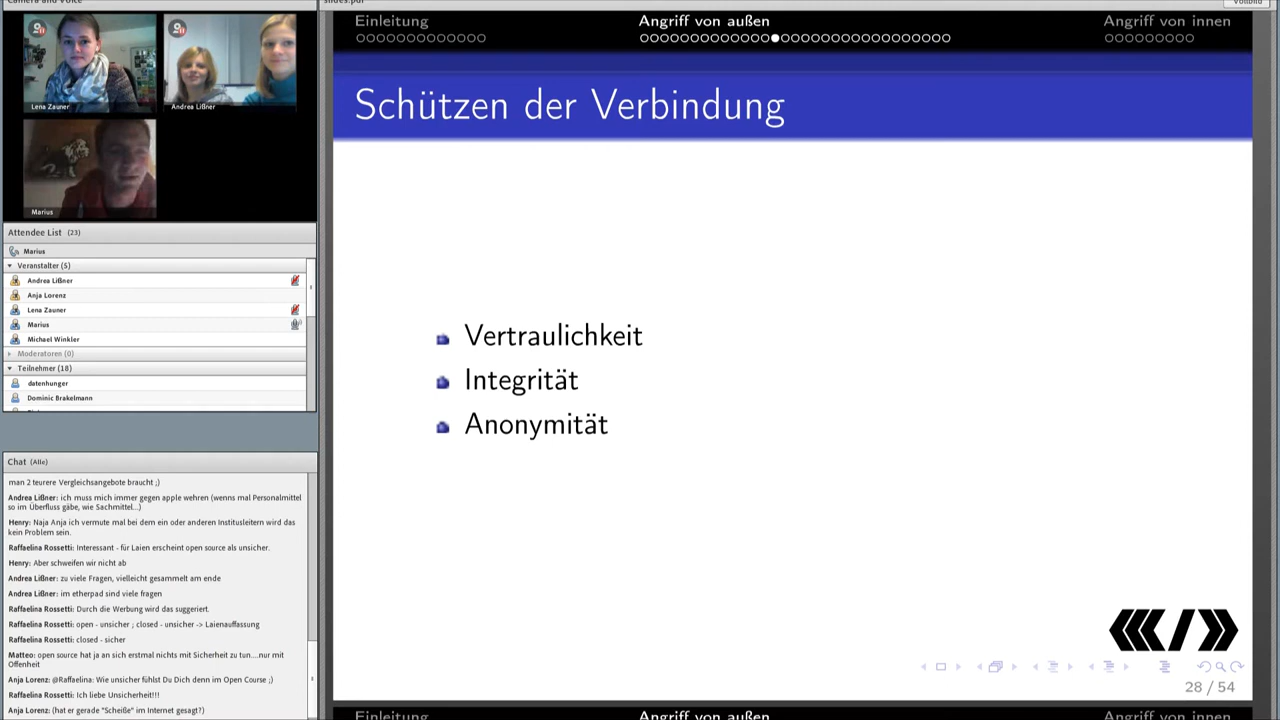 Camera and Voice
slides.pdf
Vollbild
Lena Zauner
Andrea Lißner
Marius
Attendee List (23)
Marius
Veranstalter (5)
Andrea Lißner
Anja Lorenz
Lena Zauner
Marius
Michael Winkler
Moderatoren (0)
Teilnehmer (18)
datenhunger
Dominic Brakelmann
Chat (Alle)
man 2 teurere Vergleichsangebote braucht ;)
Andrea Lißner: ich muss mich immer gegen apple wehren (wenns mal Personalmittel
so im Überfluss gäbe, wie Sachmittel...)
Henry: Naja Anja ich vermute mal bei dem ein oder anderen Institusleitern wird das
kein Problem sein.
Raffaelina Rossetti: Interessant - für Laien erscheint open source als unsicher.
Henry: Aber schweifen wir nicht ab
Andrea Lißner: zu viele Fragen, vielleicht gesammelt am ende
Andrea Lißner: im etherpad sind viele fragen
Raffaelina Rossetti: Durch die Werbung wird das suggeriert.
Raffaelina Rossetti: open - unsicher ; closed - unsicher -> Laienauffassung
Raffaelina Rossetti: closed - sicher
Matteo: open source hat ja an sich erstmal nichts mit Sicherheit zu tun....nur mit
Offenheit
Anja Lorenz: @Raffaelina: Wie unsicher fühlst Du Dich denn im Open Course ;)
Raffaelina Rossetti: Ich liebe Unsicherheit!!!
Anja Lorenz: (hat er gerade "Scheiße" im Internet gesagt?)
Einleitung
Angriff von außen
Angriff von innen
Schützen der Verbindung
Vertraulichkeit
Integrität
Anonymität
28 / 54
Einleitung
Angriff von außen
Angriff von innen